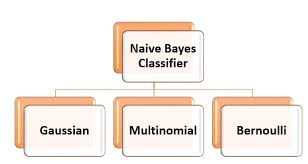 Naive Bayes
Classifier
Gaussian
Multinomial
Bernoulli